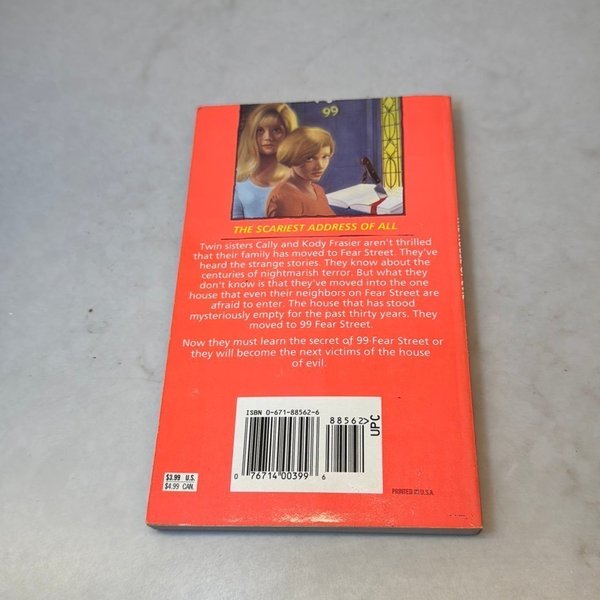 99
THE SCARIEST ADDRESS OF ALL
Twin sisters Cally and Kody Frasier aren't thrilled
that their family has moved to Fear Street. They've
heard the strange stories. They know about the
centuries of nightmarish terror. But what they
don't know is that they've moved into the one
house that even their neighbors on Fear Street are
afraid to enter. The house that has stood
mysteriously empty for the past thirty years. They
moved to 99 Fear Street.
Now they must learn the secret of 99 Fear Street or
they will become the next victims of the house
of evil.
ISBN 0-671-88562-6
88562>
UPC
0 76714 00399 6
$3.99 U.S.
$4.99 CAN.
PRINTED IN U.S.A.